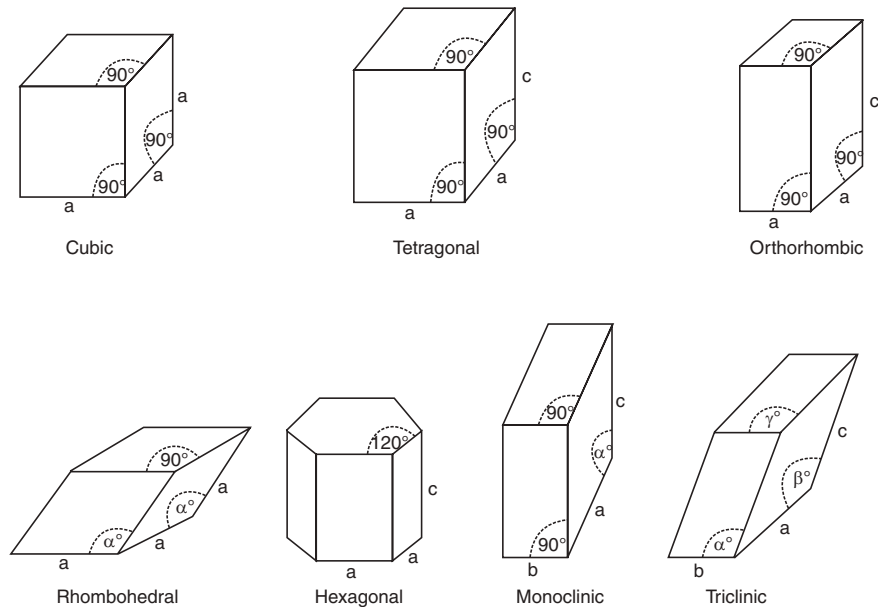 90° 90° 90°
a c c
90° 90° 90°
90° a 90° a 90° a
a a a
Cubic Tetragonal Orthorhombic
90° 120° 90° γ°
a α° c α° c β° c
α° a 90° a α° a
a a a b b
Rhombohedral Hexagonal Monoclinic Triclinic